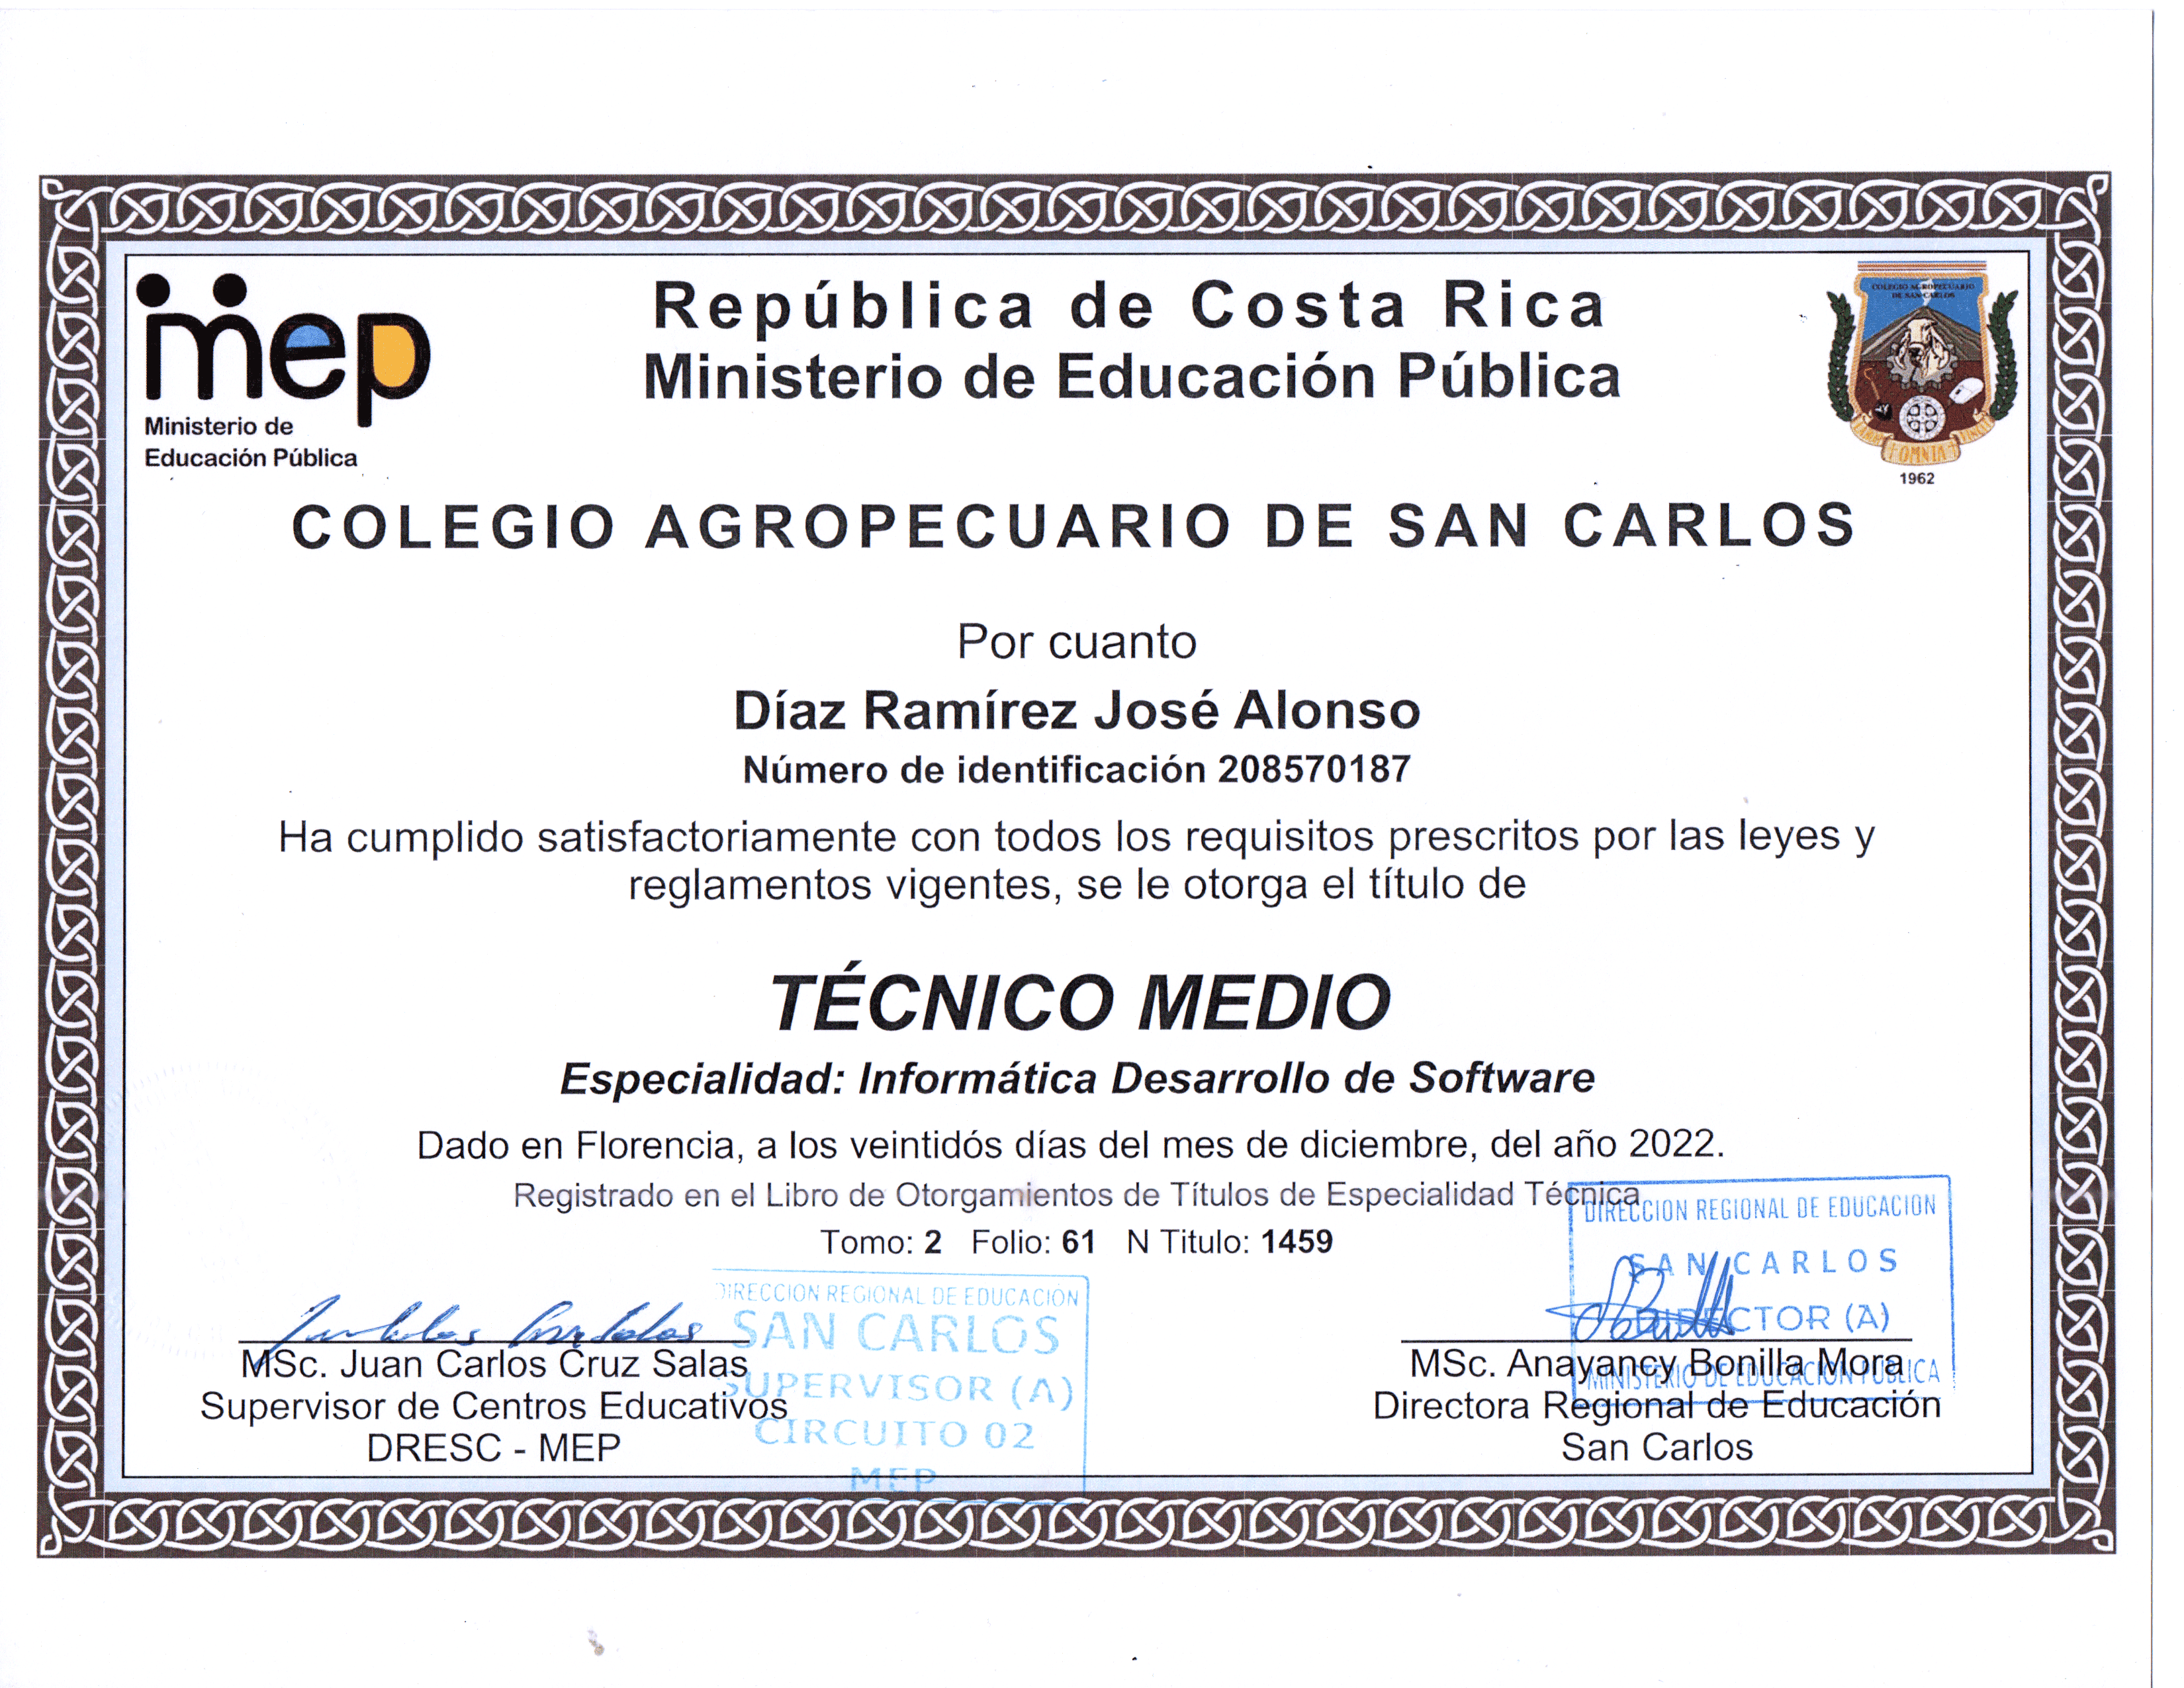 mep
Ministerio de
Educación Pública
República de Costa Rica
Ministerio de Educación Pública
COLEGIO AGROPECUARIO
DE SAN CARLOS
OMNIA
1962
COLEGIO AGROPECUARIO DE SAN CARLOS
Por cuanto
Díaz Ramírez José Alonso
Número de identificación 208570187
Ha cumplido satisfactoriamente con todos los requisitos prescritos por las leyes y
reglamentos vigentes, se le otorga el título de
TÉCNICO MEDIO
Especialidad: Informática Desarrollo de Software
Dado en Florencia, a los veintidós días del mes de diciembre, del año 2022.
Registrado en el Libro de Otorgamientos de Títulos de Especialidad Técnica
Tomo: 2 Folio: 61 N Titulo: 1459
MSc. Juan Carlos Cruz Salas
Supervisor de Centros Educativos
DRESC - MEP
DIRECCION REGIONAL DE EDUCACION
SAN CARLOS
SUPERVISOR (A)
CIRCUITO 02
MEP
DIRECCION REGIONAL DE EDUCACION
SAN CARLOS
DIRECTOR (A)
MINISTERIO DE EDUCACION PUBLICA
MSc. Anayancy Bonilla Mora
Directora Regional de Educación
San Carlos